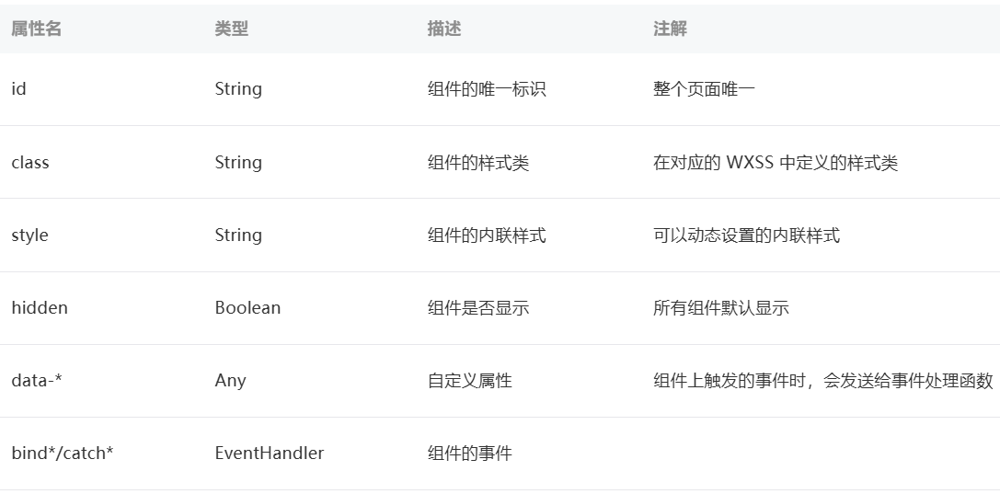 属性名 类型 描述 注解
id String 组件的唯一标识 整个页面唯一
class String 组件的样式类 在对应的 WXSS 中定义的样式类
style String 组件的内联样式 可以动态设置的内联样式
hidden Boolean 组件是否显示 所有组件默认显示
data-* Any 自定义属性 组件上触发的事件时，会发送给事件处理函数
bind*/catch* EventHandler 组件的事件